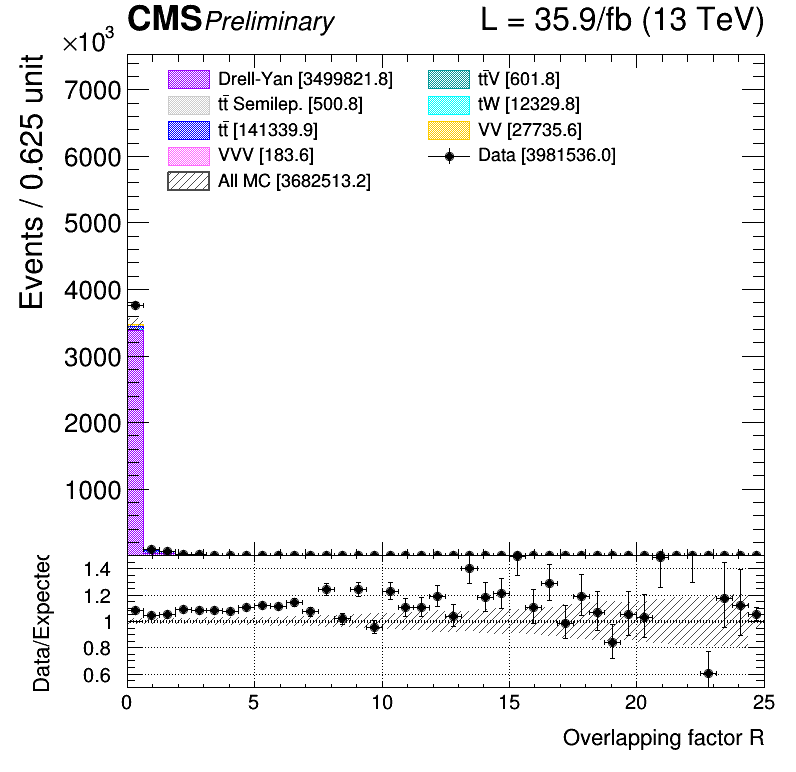 CMS Preliminary L = 35.9/fb (13 TeV)
×10³
Events / 0.625 unit
7000
6000
5000
4000
3000
2000
1000
Drell-Yan [3499821.8]
tt̄ Semilep. [500.8]
tt̄ [141339.9]
VVV [183.6]
All MC [3682513.2]
tt̄V [601.8]
tW [12329.8]
VV [27735.6]
Data [3981536.0]
Data/Expected
1.4
1.2
1
0.8
0.6
0 5 10 15 20 25
Overlapping factor R